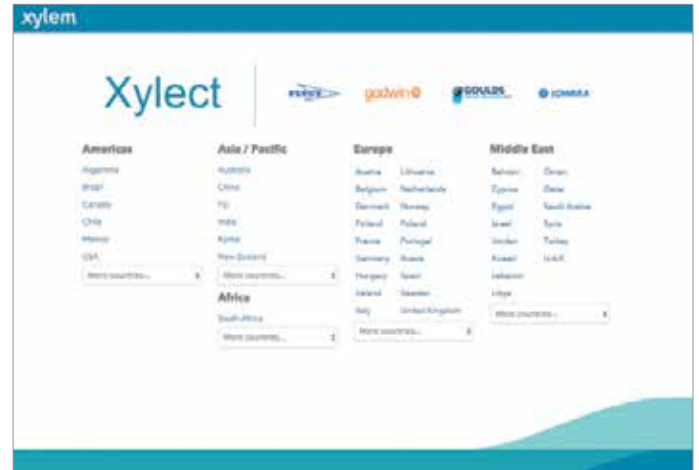 xylem
Xylect
FLYGT
godwin
GOULDS
LOWARA
Americas
Argentina
Brazil
Canada
Chile
Mexico
USA
More countries...
Asia / Pacific
Australia
China
Fiji
India
Korea
New Zealand
More countries...
Africa
South Africa
More countries...
Europe
Austria Lithuania
Belgium Netherlands
Denmark Norway
Finland Poland
France Portugal
Germany Russia
Hungary Spain
Ireland Sweden
Italy United Kingdom
More countries...
Middle East
Bahrain Oman
Cyprus Qatar
Egypt Saudi Arabia
Israel Syria
Jordan Turkey
Kuwait U.A.E
Lebanon
Libya
More countries...